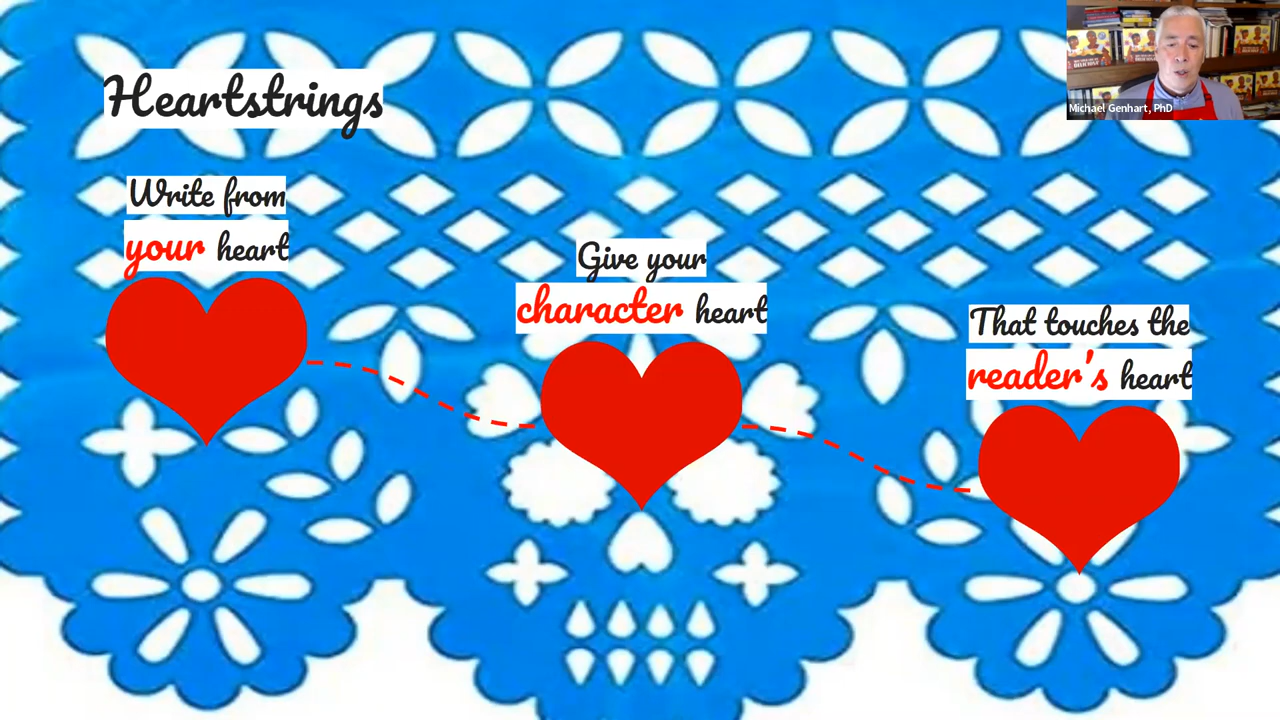 Heartstrings
Michael Genhart, PhD
Write from
your heart
Give your
character heart
That touches the
reader's heart